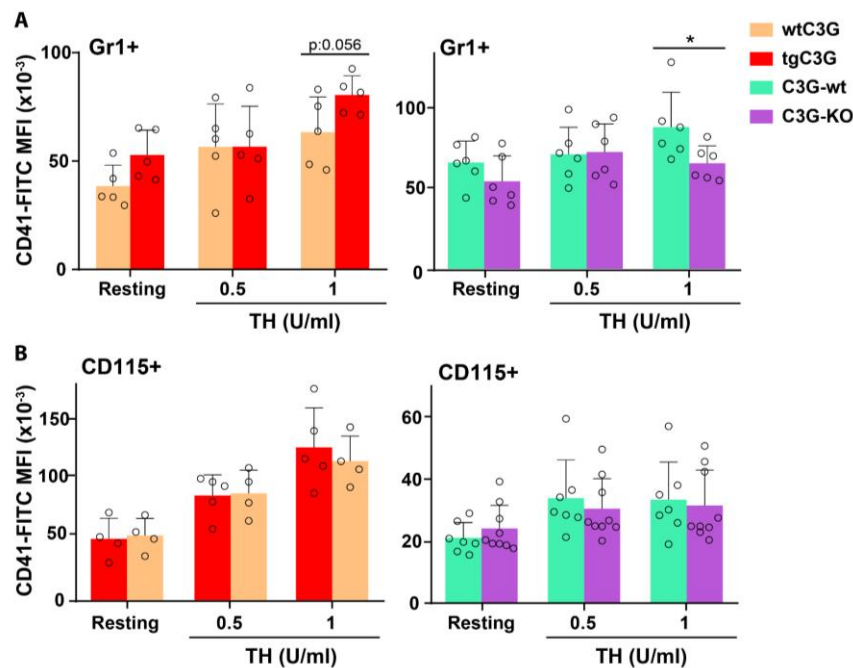 A
Gr1+
p:0.056
Gr1+
*
wtC3G
tgC3G
C3G-wt
C3G-KO
CD41-FITC MFI (x10⁻³)
100
50
0
100
50
0
Resting
0.5
1
TH (U/ml)
Resting
0.5
1
TH (U/ml)
B
CD115+
CD115+
CD41-FITC MFI (x10⁻³)
150
100
50
0
60
40
20
0
Resting
0.5
1
TH (U/ml)
Resting
0.5
1
TH (U/ml)